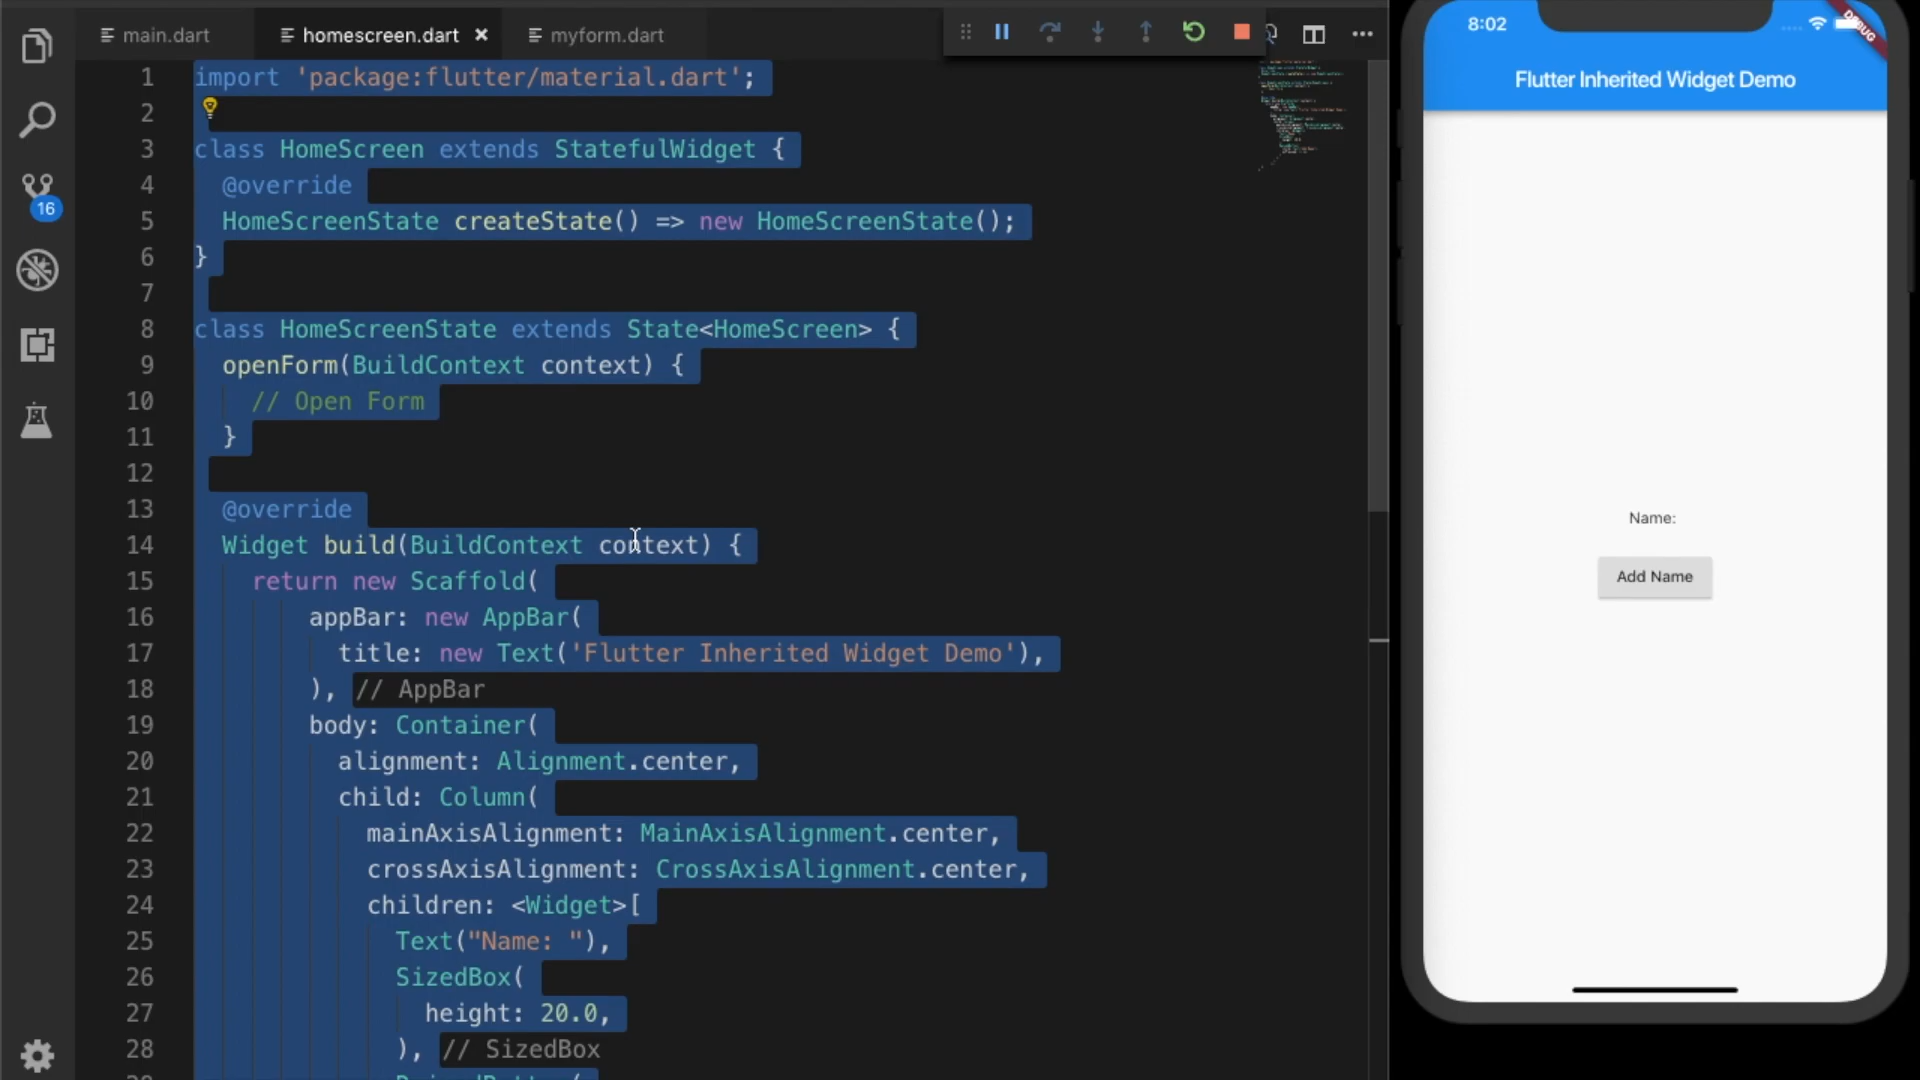 main.dart
homescreen.dart ×
myform.dart
1 import 'package:flutter/material.dart';
2
3 class HomeScreen extends StatefulWidget {
4 @override
5 HomeScreenState createState() => new HomeScreenState();
6 }
7
8 class HomeScreenState extends State<HomeScreen> {
9 openForm(BuildContext context) {
10 // Open Form
11 }
12
13 @override
14 Widget build(BuildContext context) {
15 return new Scaffold(
16 appBar: new AppBar(
17 title: new Text('Flutter Inherited Widget Demo'),
18 ), // AppBar
19 body: Container(
20 alignment: Alignment.center,
21 child: Column(
22 mainAxisAlignment: MainAxisAlignment.center,
23 crossAxisAlignment: CrossAxisAlignment.center,
24 children: <Widget>[
25 Text("Name: "),
26 SizedBox(
27 height: 20.0,
28 ), // SizedBox
16
8:02
DEBUG
Flutter Inherited Widget Demo
Name:
Add Name